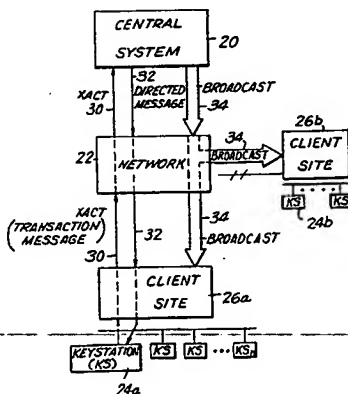 CENTRAL
SYSTEM
20
XACT
30
32
DIRECTED
MESSAGE
BROADCAST
34
26b
22
NETWORK
34
BROADCAST
CLIENT
SITE
KS
KS
24b
XACT
(TRANSACTION
MESSAGE)
30
32
34
BROADCAST
CLIENT
SITE
26a
KEYSTATION
(KS)
KS
KS
KSn
24a